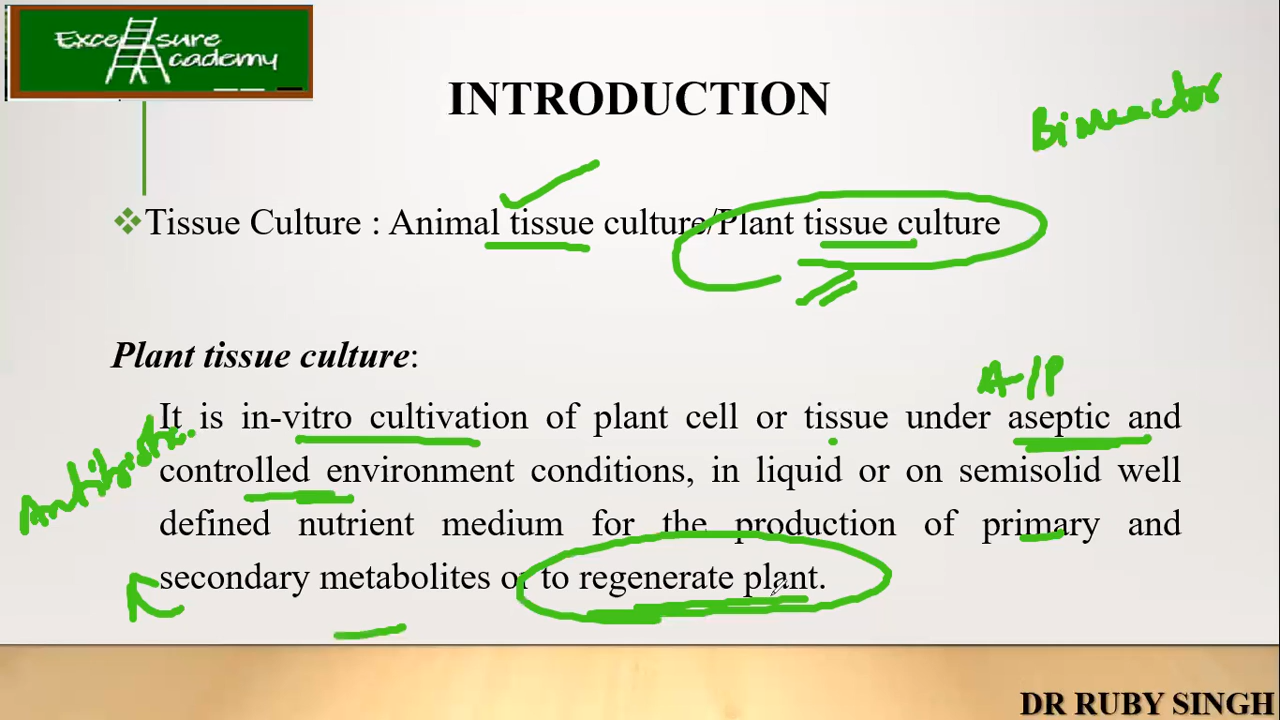 Excel sure
Academy
INTRODUCTION
Bioreactor
Tissue Culture : Animal tissue culture/Plant tissue culture
Plant tissue culture:
A-/P
It is in-vitro cultivation of plant cell or tissue under aseptic and
controlled environment conditions, in liquid or on semisolid well
Antibiotic
defined nutrient medium for the production of primary and
secondary metabolites or to regenerate plant.
DR RUBY SINGH